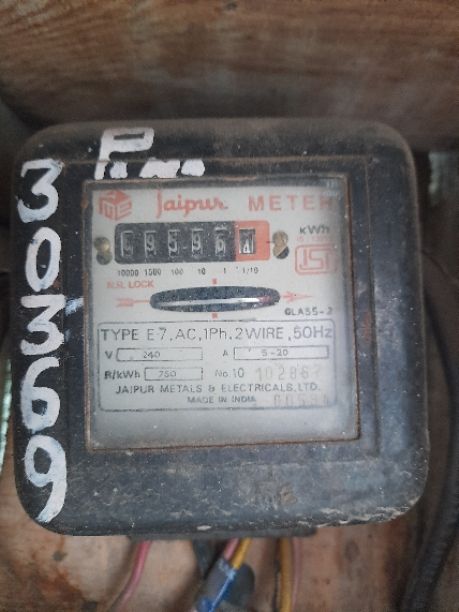 30369
Jaipur METER
KWh
10000 1000 100 10 1 1/10
N.R. LOCK
CLASS-2
TYPE E-7, AC, 1Ph. 2WIRE, 50Hz
V 240 A 5-20
R/kWh 750 No. 10
JAIPUR METALS & ELECTRICALS, LTD.
MADE IN INDIA